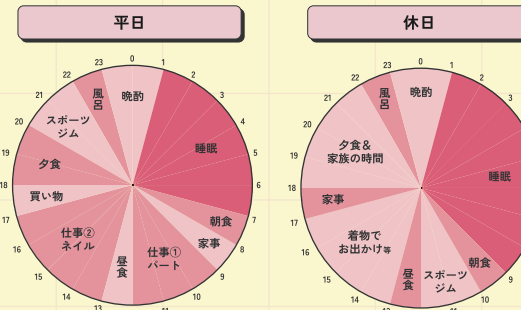 平日
0
1
2
3
4
5
6
7
8
9
10
11
12
13
14
15
16
17
18
19
20
21
22
23
晩酌
睡眠
朝食
家事
仕事①
パート
昼食
仕事②
ネイル
買い物
夕食
スポーツ
ジム
風呂
休日
0
1
2
3
9
10
11
12
13
14
15
16
17
18
19
20
21
22
23
晩酌
睡眠
朝食
スポーツ
ジム
昼食
着物で
お出かけ等
家事
夕食＆
家族の時間
風呂